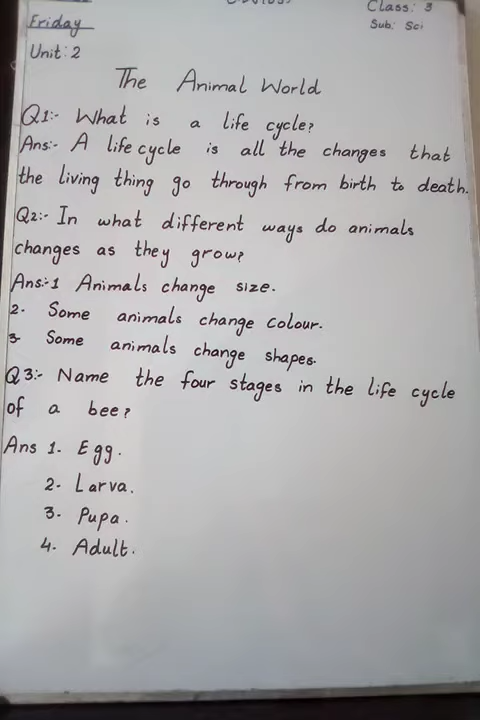 Friday
Class: 3
Sub: Sci
Unit: 2
The Animal World
Q1:- What is a life cycle?
Ans:- A life cycle is all the changes that
the living thing go through from birth to death.
Q2:- In what different ways do animals
changes as they grow?
Ans:-1 Animals change size.
2. Some animals change colour.
3- Some animals change shapes.
Q3:- Name the four stages in the life cycle
of a bee?
Ans 1. Egg.
2- Larva.
3. Pupa.
4. Adult.